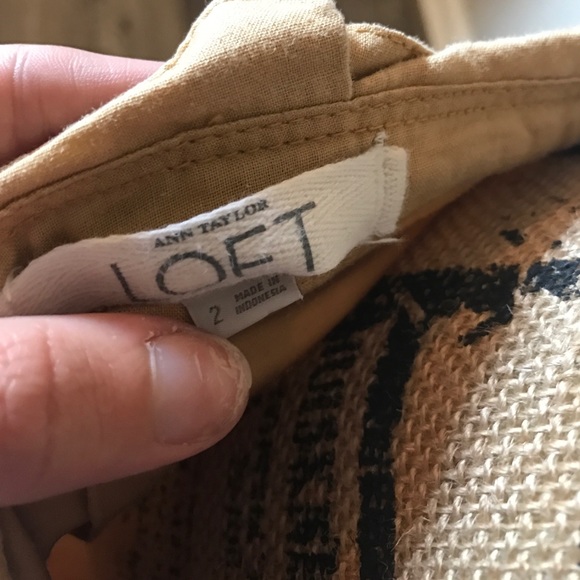 ANN TAYLOR
LOFT
2
MADE IN
INDONESIA